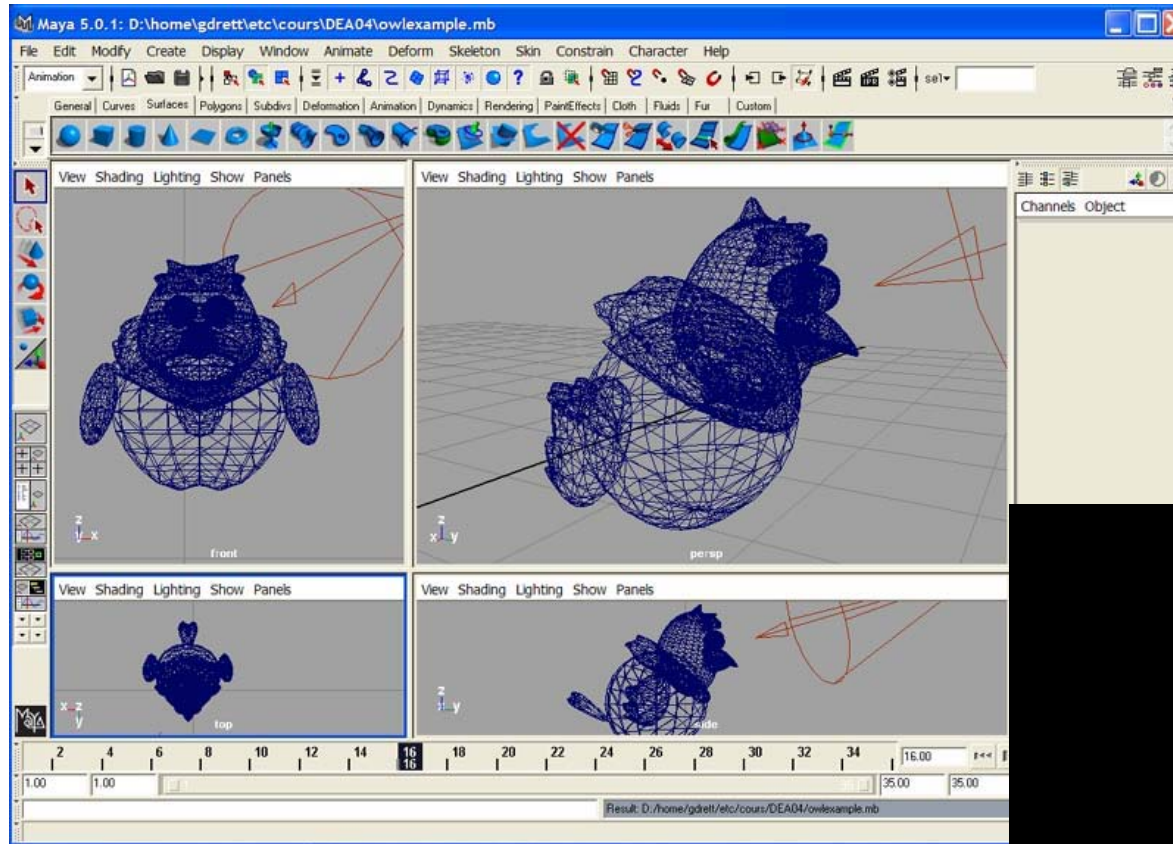 Maya 5.0.1: D:\home\gdrett\etc\cours\DEA04\owlexample.mb
File Edit Modify Create Display Window Animate Deform Skeleton Skin Constrain Character Help
Animation
sel-
General Curves Surfaces Polygons Subdivs Deformation Animation Dynamics Rendering PaintEffects Cloth Fluids Fur Custom
View Shading Lighting Show Panels
View Shading Lighting Show Panels
Channels Object
z
y x
front
z
x y
persp
View Shading Lighting Show Panels
View Shading Lighting Show Panels
x z
y
top
z
y
side
Maya
2 4 6 8 10 12 14 16 18 20 22 24 26 28 30 32 34 16.00
16
1.00 1.00 35.00 35.00
Result: D:/home/gdrett/etc/cours/DEA04/owlexample.mb